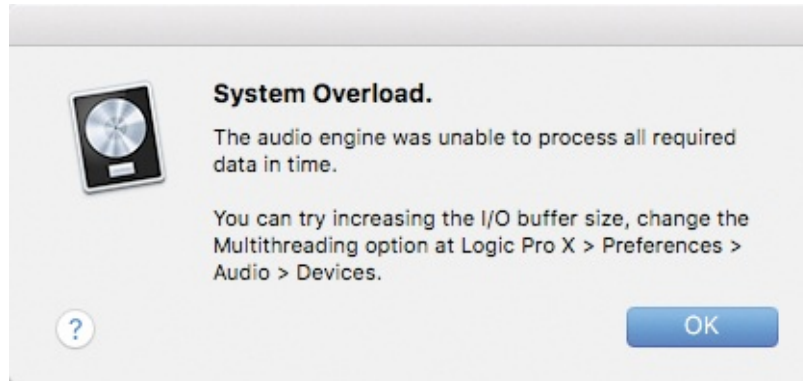 System Overload.
The audio engine was unable to process all required
data in time.
You can try increasing the I/O buffer size, change the
Multithreading option at Logic Pro X > Preferences >
Audio > Devices.
?
OK